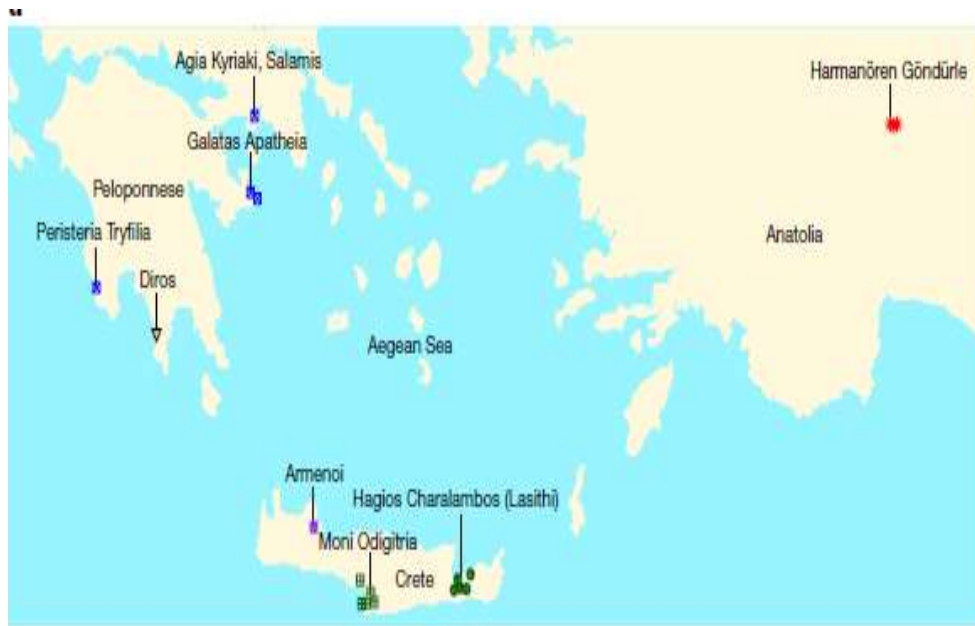 Agia Kyriaki, Salamis
Harmanören Göndürle
Galatas Apatheia
Peloponnese
Peristeria Tryfilia
Anatolia
Diros
Aegean Sea
Armenoi
Hagios Charalambos (Lasithi)
Moni Odigitria
Crete